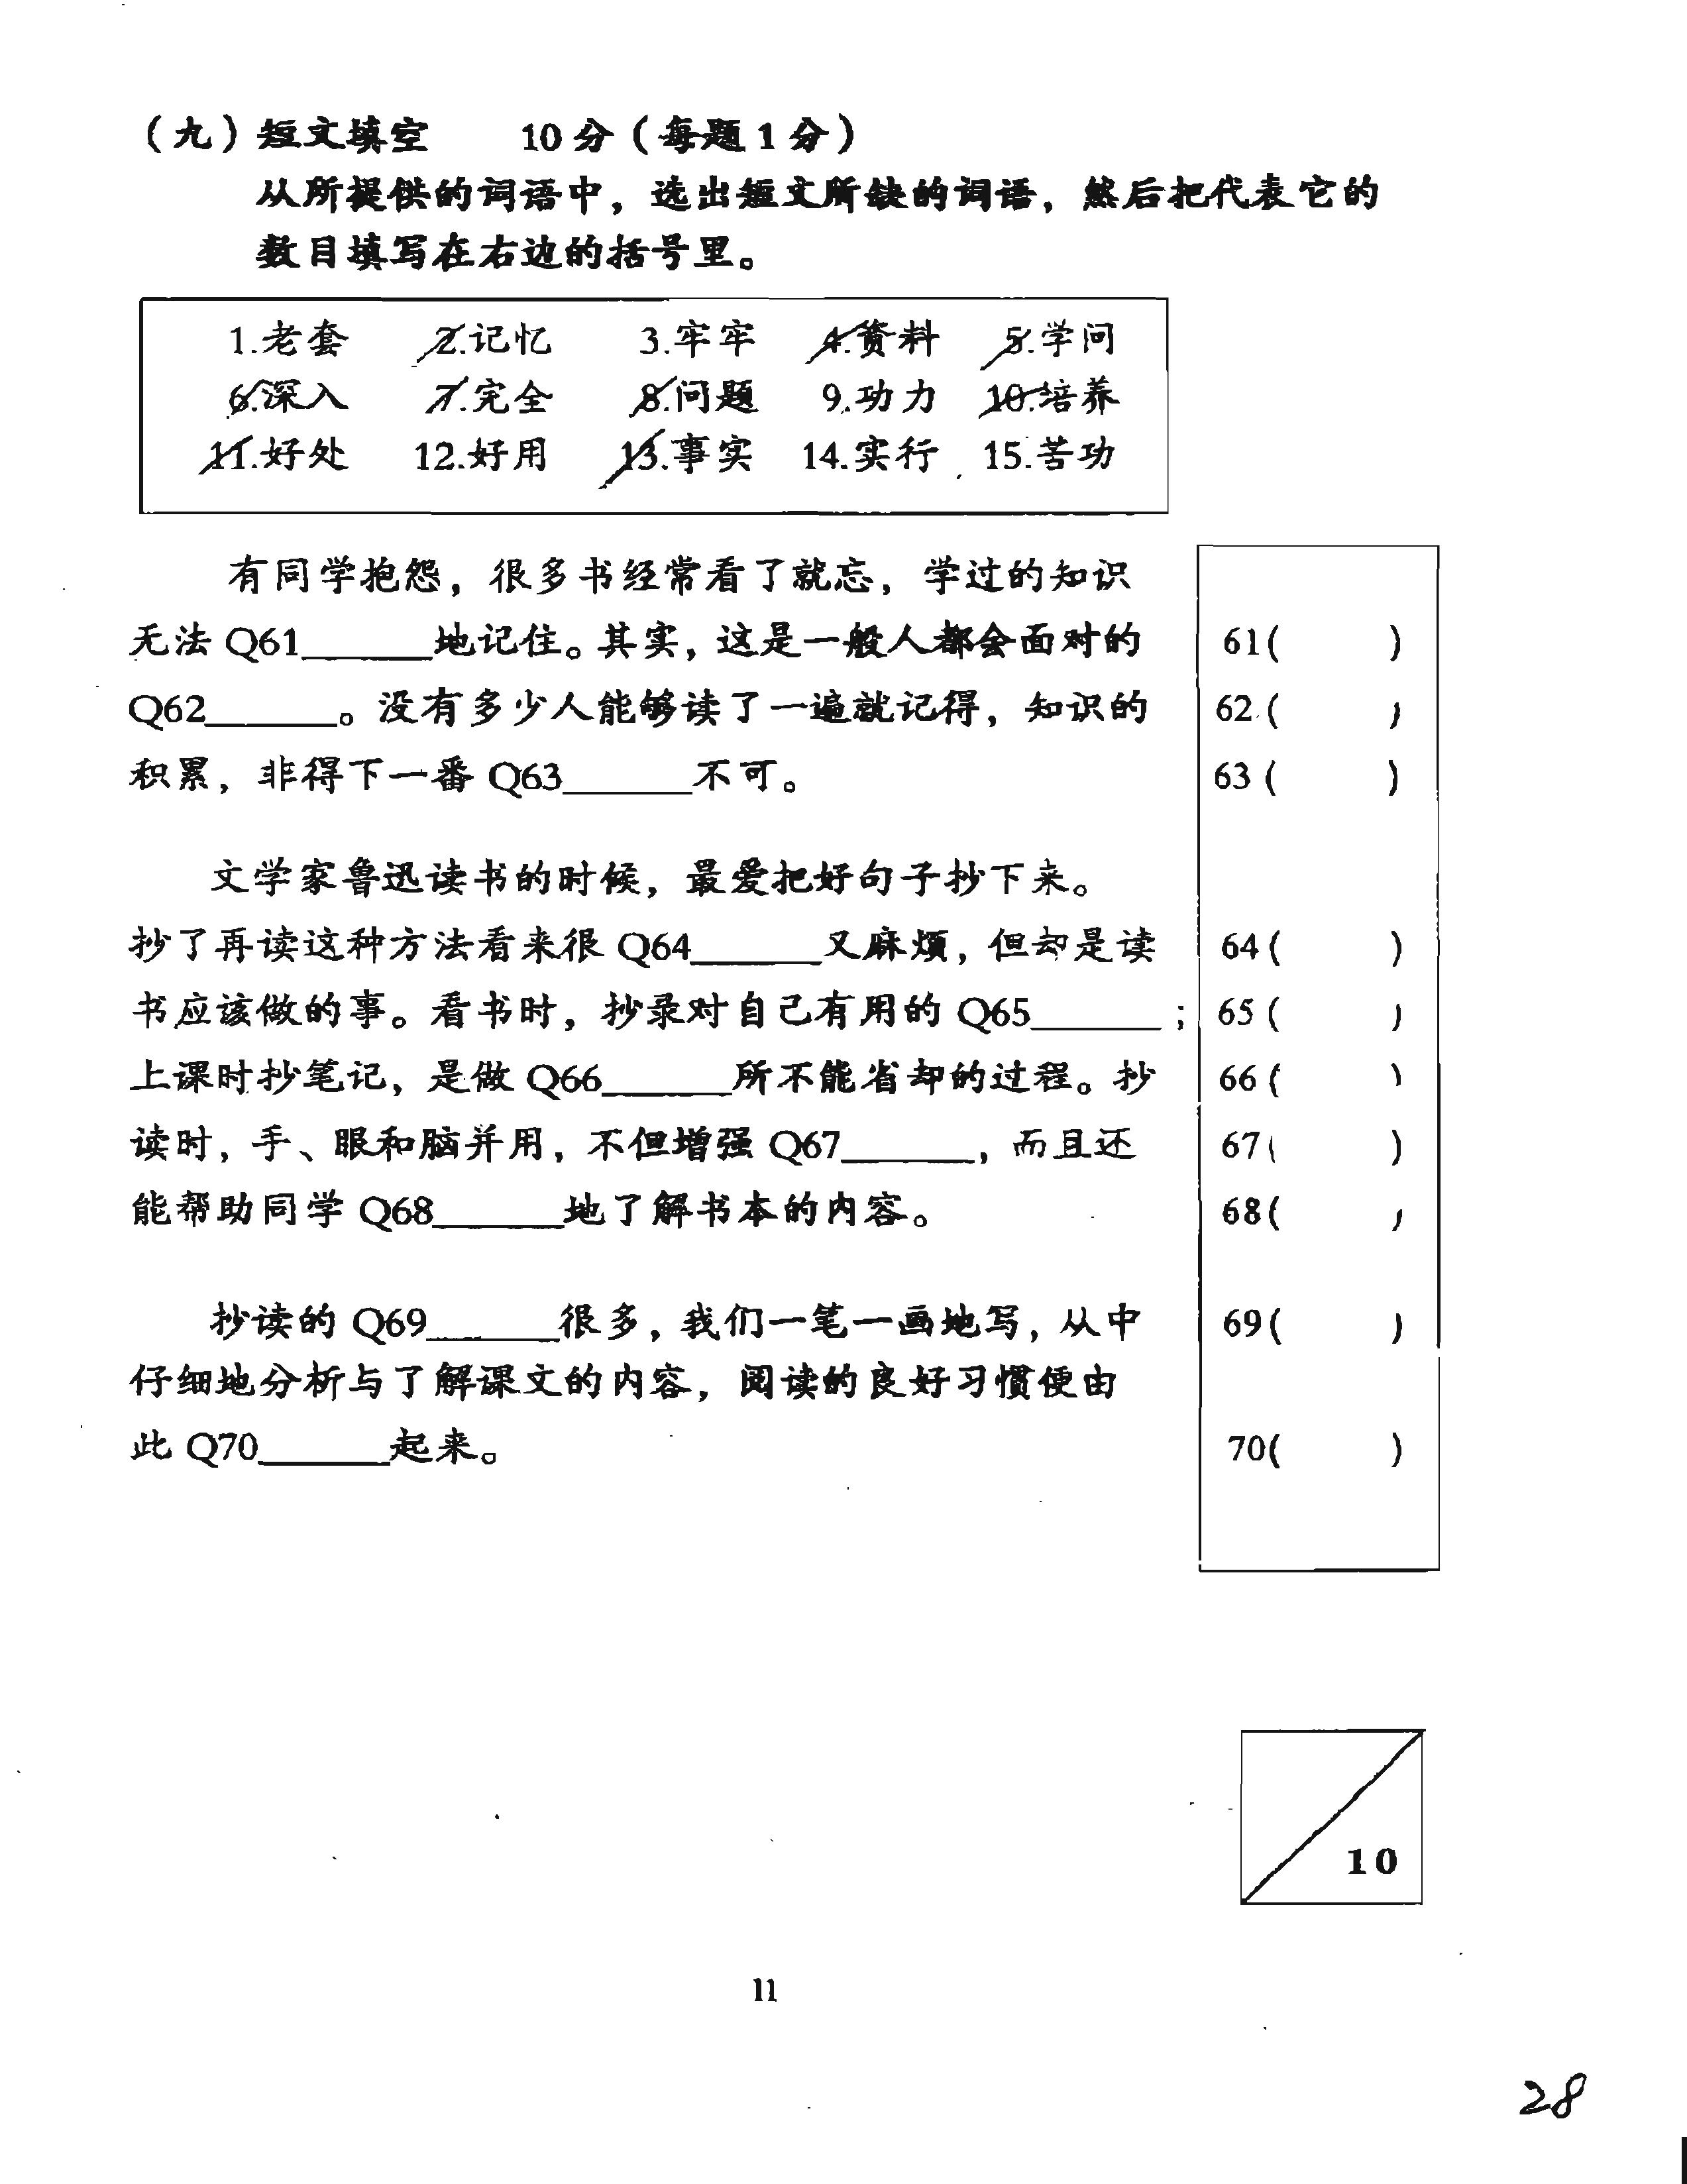 （九）短文填空　　10 分（每题 1 分）
从所提供的词语中，选出短文所缺的词语，然后把代表它的
数目填写在右边的括号里。
1.老套　2.记忆　3.牢牢　4.资料　5.学问
6.深入　7.完全　8.问题　9.功力　10.培养
11.好处　12.好用　13.事实　14.实行　15.苦功
有同学抱怨，很多书经常看了就忘，学过的知识
无法 Q61______地记住。其实，这是一般人都会面对的　61(　　)
Q62______。没有多少人能够读了一遍就记得，知识的　62(　　)
积累，非得下一番 Q63______不可。　63 (　　)
文学家鲁迅读书的时候，最爱把好句子抄下来。
抄了再读这种方法看来很 Q64______又麻烦，但却是读　64(　　)
书应该做的事。看书时，抄录对自己有用的 Q65______；　65 (　　)
上课时抄笔记，是做 Q66______所不能省却的过程。抄　66 (　　)
读时，手、眼和脑并用，不但增强 Q67______，而且还　67(　　)
能帮助同学 Q68______地了解书本的内容。　68(　　)
抄读的 Q69______很多，我们一笔一画地写，从中　69(　　)
仔细地分析与了解课文的内容，阅读的良好习惯便由
此 Q70______起来。　70(　　)
10
11
28